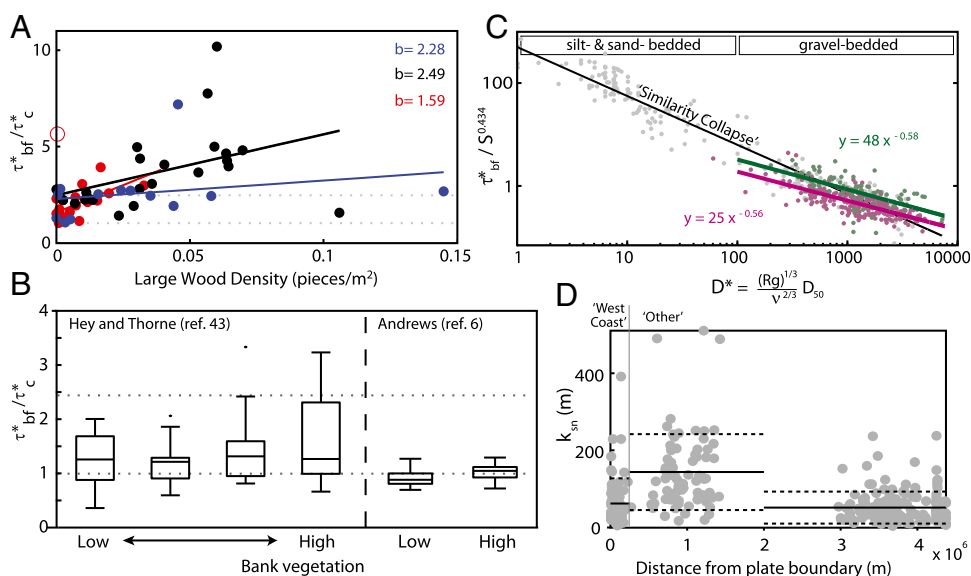 A
10
5
0
τ*bf/τ*c
b= 2.28
b= 2.49
b= 1.59
0
0.05
0.1
0.15
Large Wood Density (pieces/m²)
B
4
3
2
1
0
τ*bf/τ*c
Hey and Thorne (ref. 43)
Andrews (ref. 6)
Low
High
Low
High
Bank vegetation
C
silt- & sand- bedded
gravel-bedded
100
1
τ*bf / S^0.434
'Similarity Collapse'
y = 48 x^-0.58
y = 25 x^-0.56
1
10
100
1000
10000
D* = (Rg)^1/3 / ν^2/3 D50
D
'West Coast'
'Other'
400
200
0
ksn (m)
0
1
2
3
4
x 10^6
Distance from plate boundary (m)